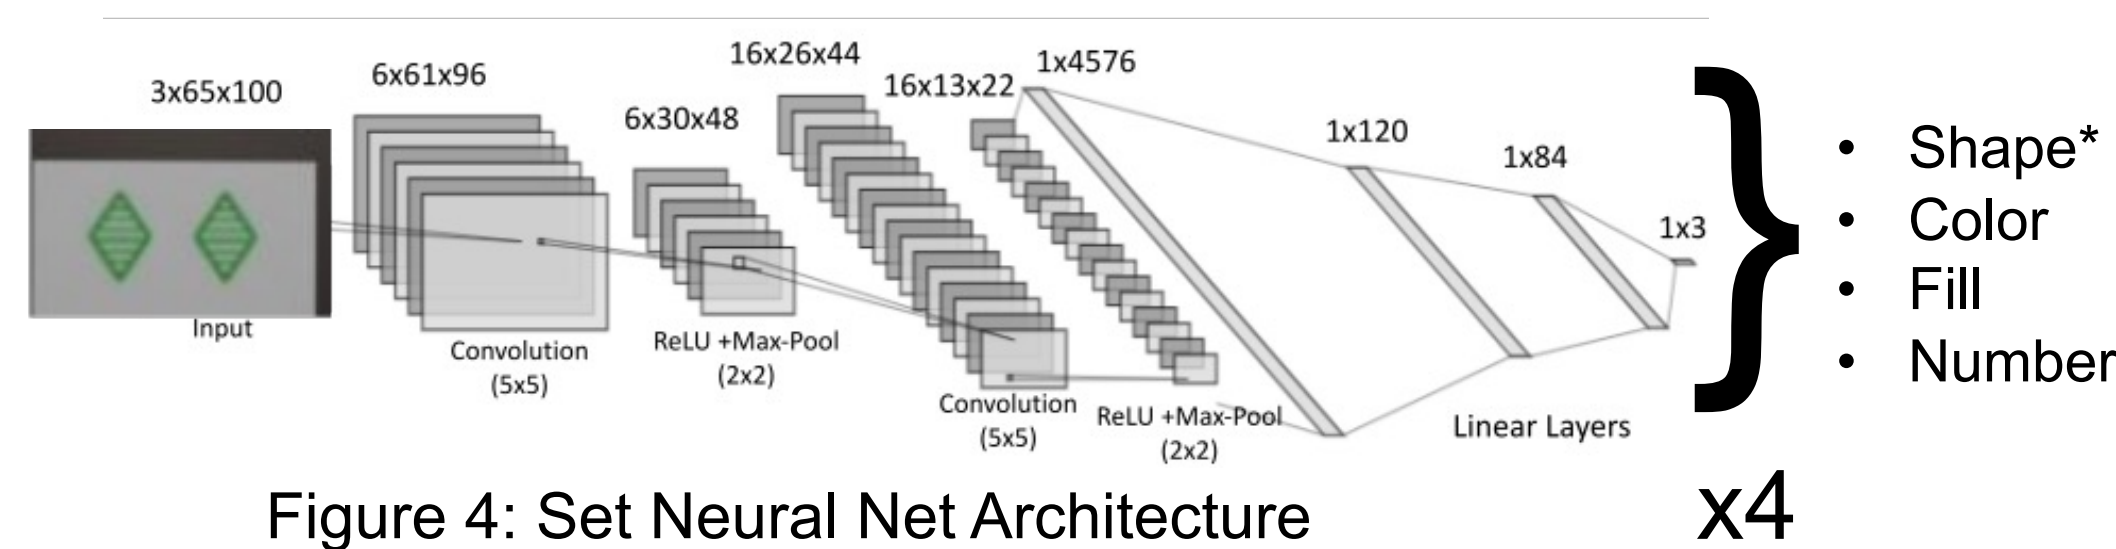 3x65x100
6x61x96
6x30x48
16x26x44
16x13x22
1x4576
1x120
1x84
1x3
Input
Convolution
(5x5)
ReLU +Max-Pool
(2x2)
Convolution
(5x5)
ReLU +Max-Pool
(2x2)
Linear Layers
}
• Shape*
• Color
• Fill
• Number
x4
Figure 4: Set Neural Net Architecture